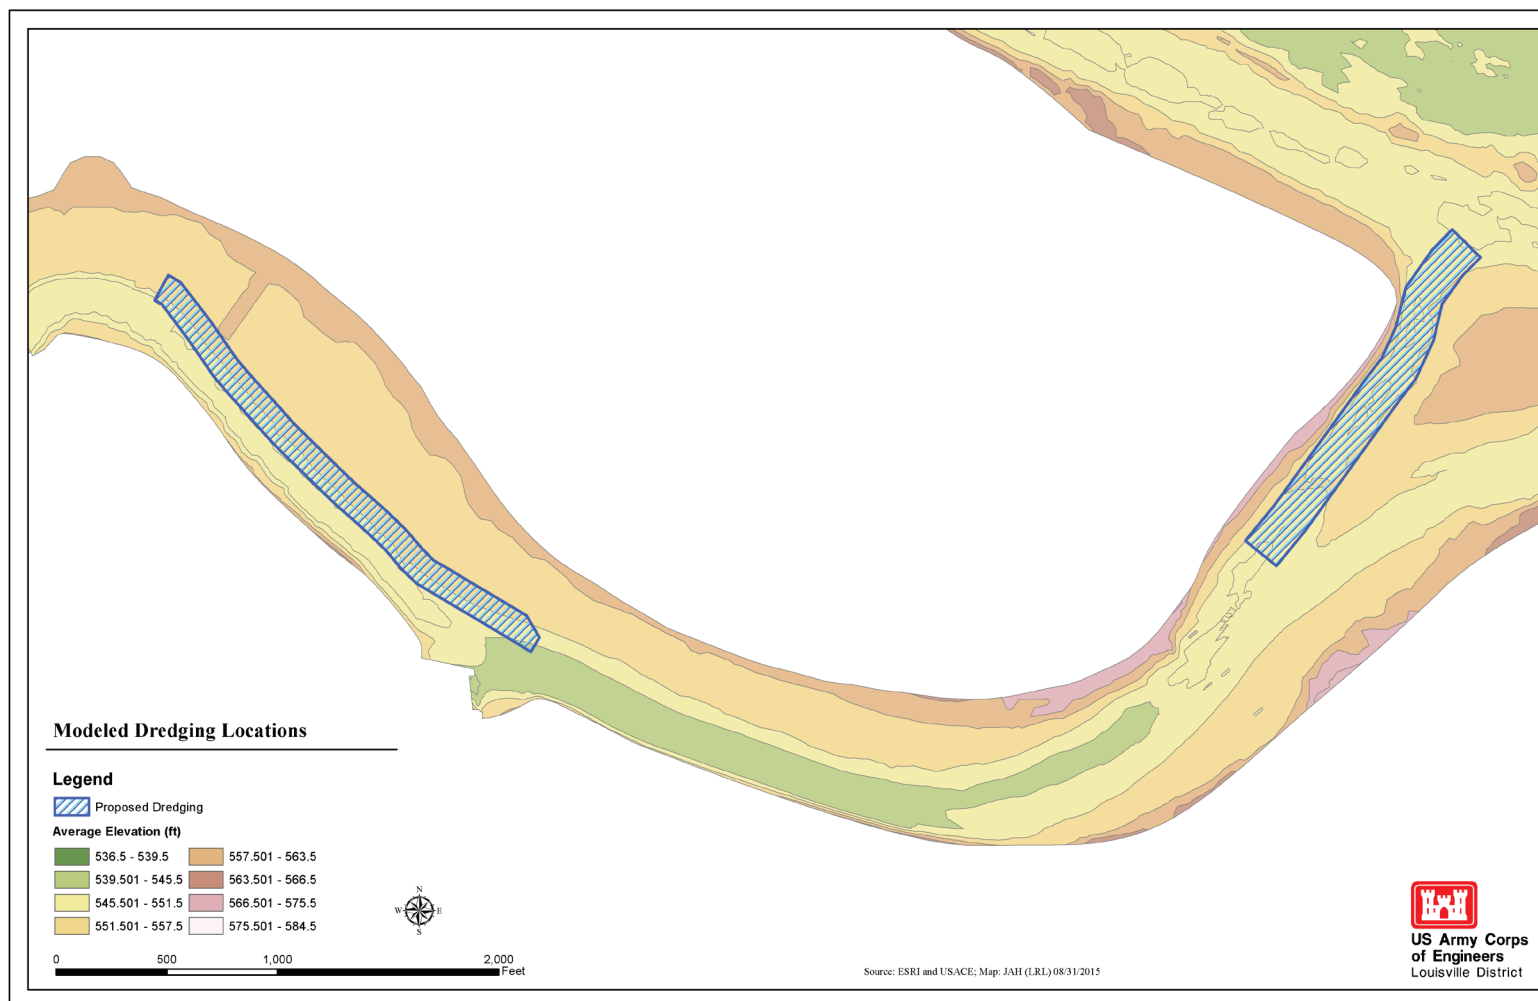 Modeled Dredging Locations
Legend
Proposed Dredging
Average Elevation (ft)
536.5 - 539.5
539.501 - 545.5
545.501 - 551.5
551.501 - 557.5
557.501 - 563.5
563.501 - 566.5
566.501 - 575.5
575.501 - 584.5
N
W E
S
0 500 1,000 2,000
Feet
Source: ESRI and USACE; Map: JAH (LRL) 08/31/2015
US Army Corps
of Engineers
Louisville District